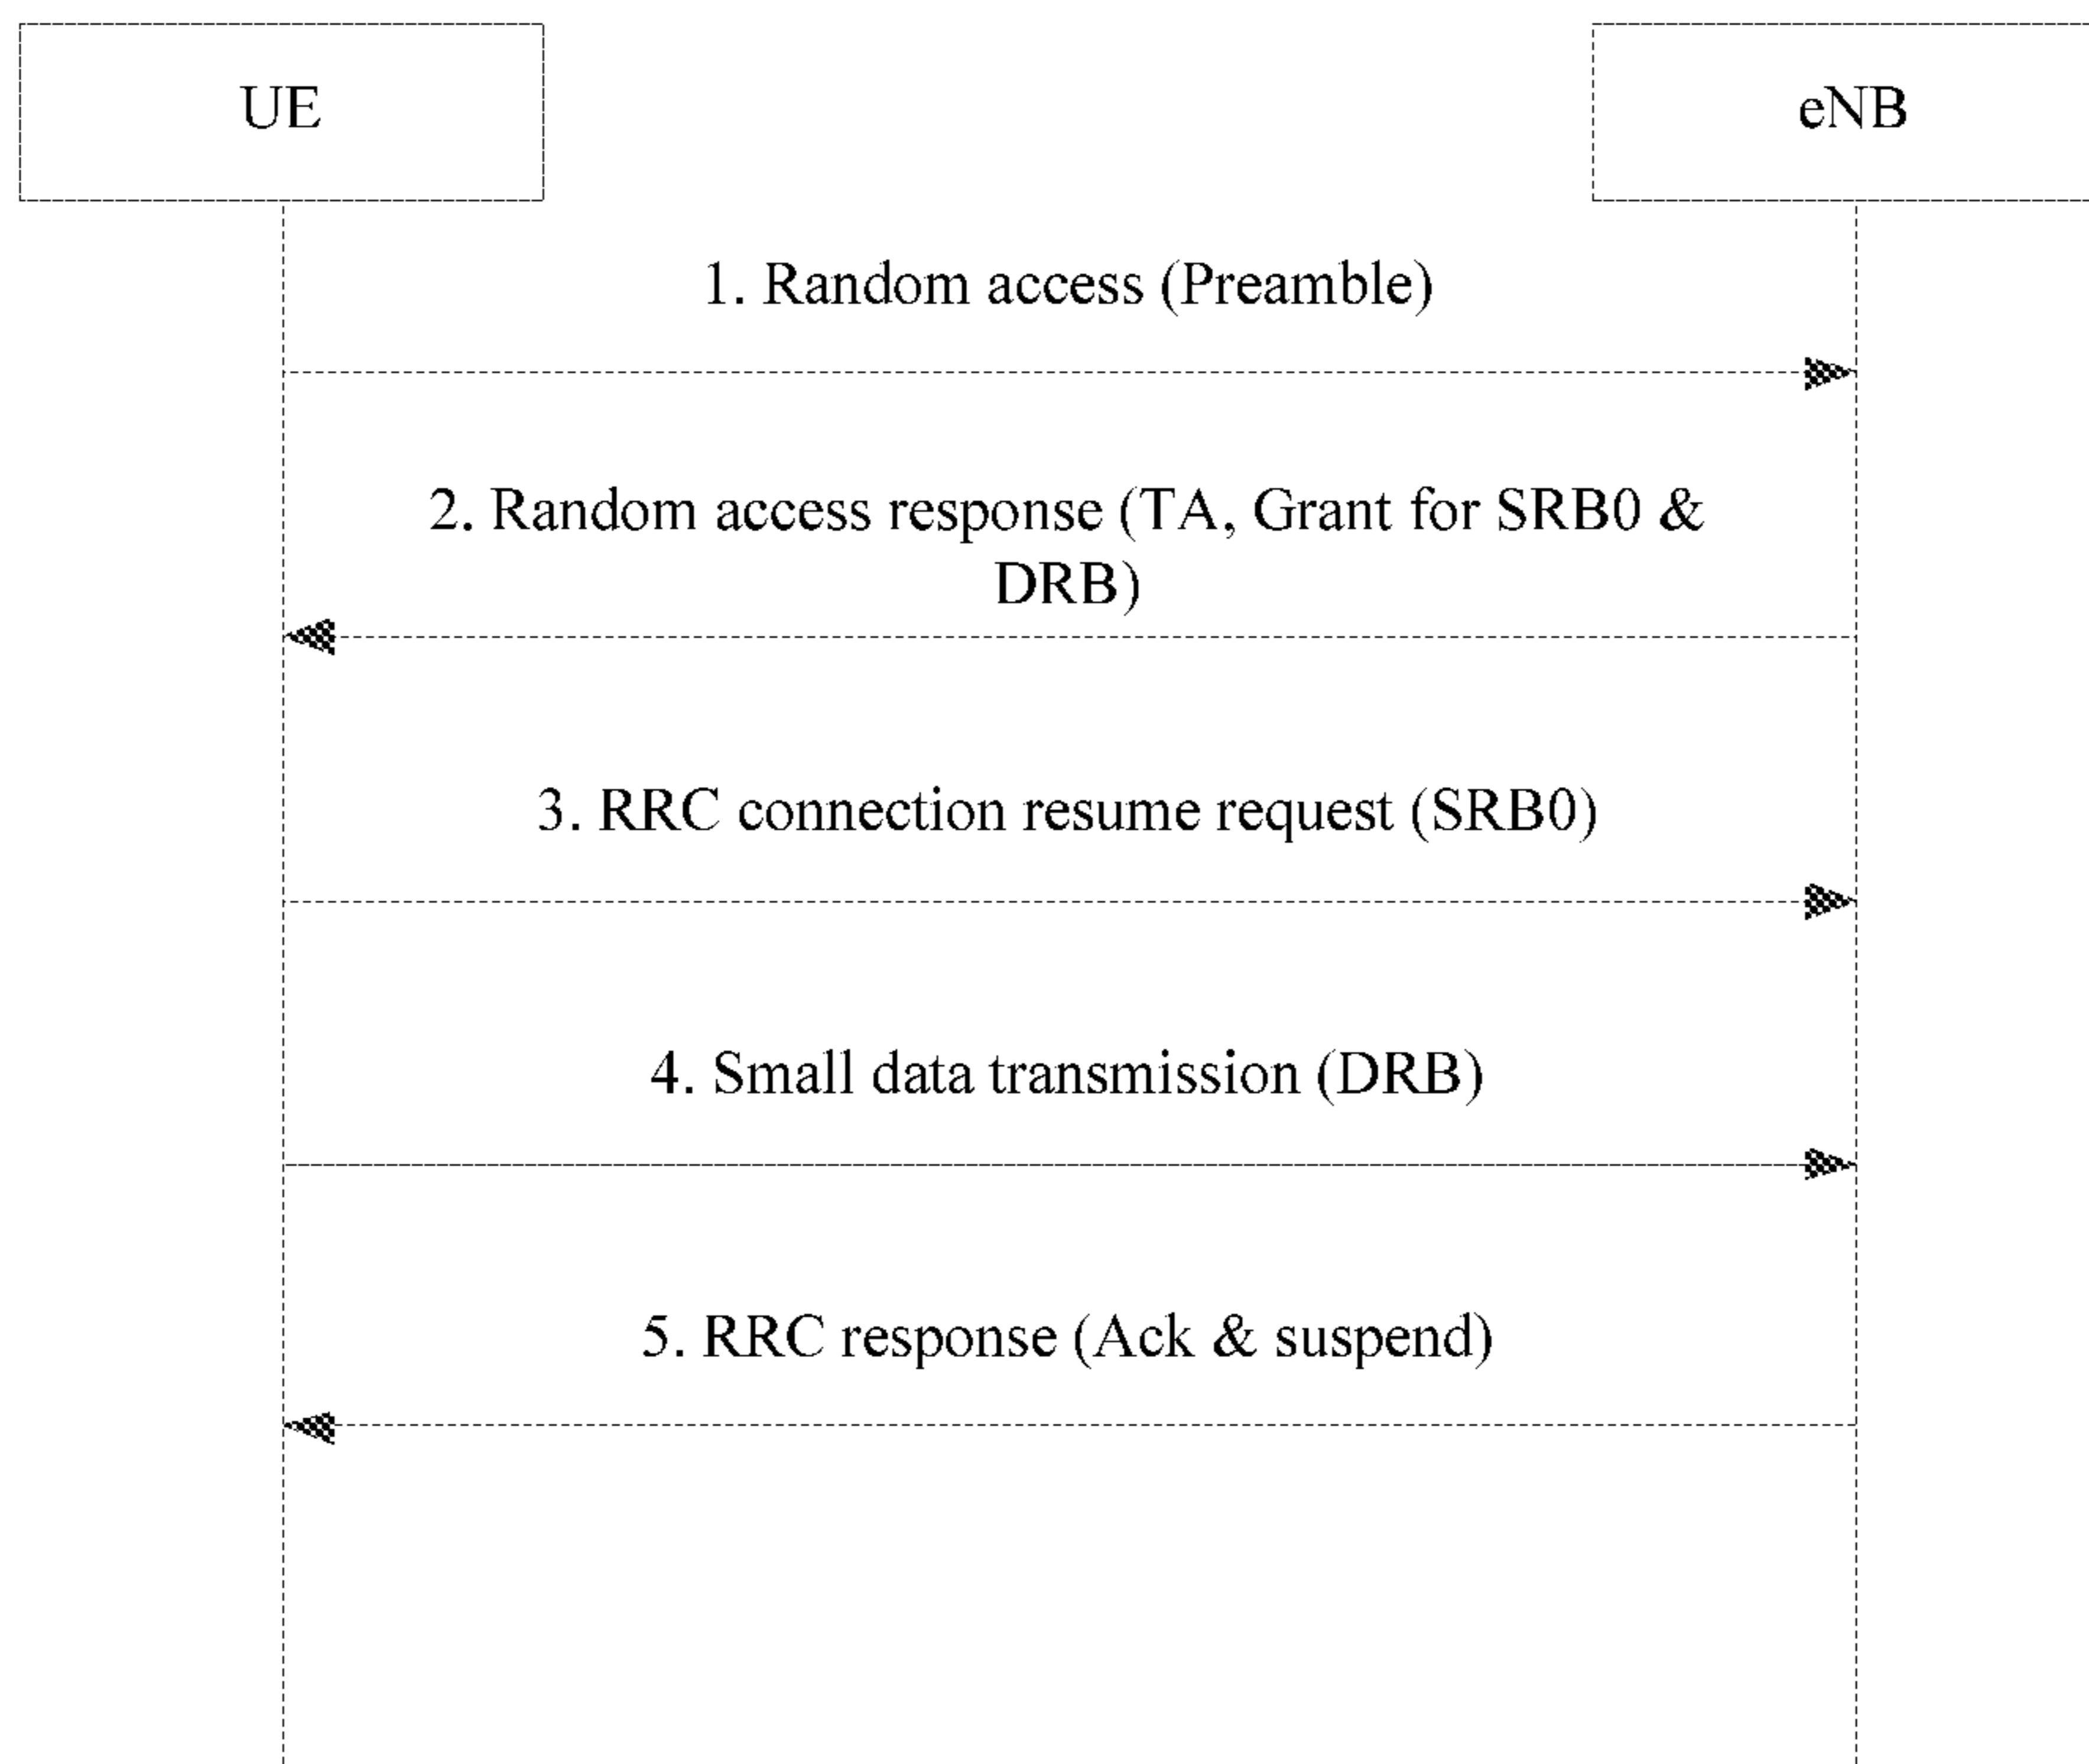 UE
eNB
1. Random access (Preamble)
2. Random access response (TA, Grant for SRB0 &
DRB)
3. RRC connection resume request (SRB0)
4. Small data transmission (DRB)
5. RRC response (Ack & suspend)